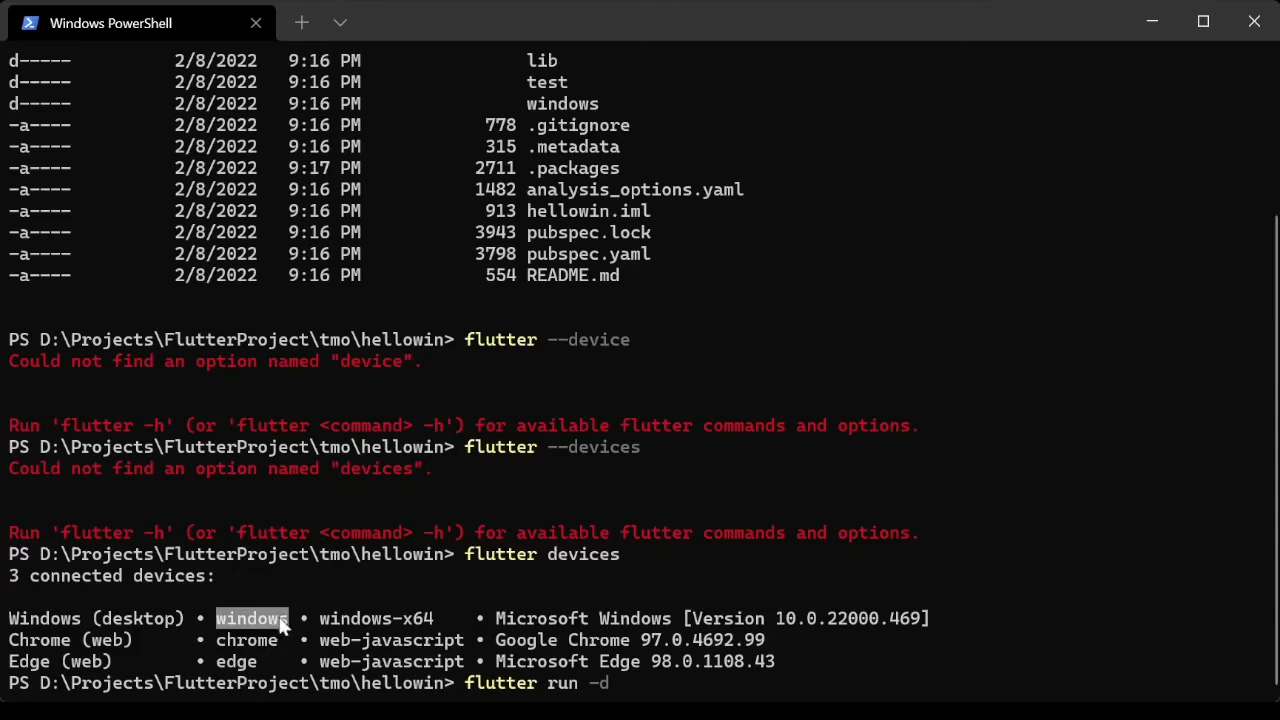 Windows PowerShell
d----- 2/8/2022 9:16 PM lib
d----- 2/8/2022 9:16 PM test
d----- 2/8/2022 9:16 PM windows
-a---- 2/8/2022 9:16 PM 778 .gitignore
-a---- 2/8/2022 9:16 PM 315 .metadata
-a---- 2/8/2022 9:17 PM 2711 .packages
-a---- 2/8/2022 9:16 PM 1482 analysis_options.yaml
-a---- 2/8/2022 9:16 PM 913 hellowin.iml
-a---- 2/8/2022 9:16 PM 3943 pubspec.lock
-a---- 2/8/2022 9:16 PM 3798 pubspec.yaml
-a---- 2/8/2022 9:16 PM 554 README.md
PS D:\Projects\FlutterProject\tmo\hellowin> flutter --device
Could not find an option named "device".
Run 'flutter -h' (or 'flutter <command> -h') for available flutter commands and options.
PS D:\Projects\FlutterProject\tmo\hellowin> flutter --devices
Could not find an option named "devices".
Run 'flutter -h' (or 'flutter <command> -h') for available flutter commands and options.
PS D:\Projects\FlutterProject\tmo\hellowin> flutter devices
3 connected devices:
Windows (desktop) • windows • windows-x64 • Microsoft Windows [Version 10.0.22000.469]
Chrome (web) • chrome • web-javascript • Google Chrome 97.0.4692.99
Edge (web) • edge • web-javascript • Microsoft Edge 98.0.1108.43
PS D:\Projects\FlutterProject\tmo\hellowin> flutter run -d